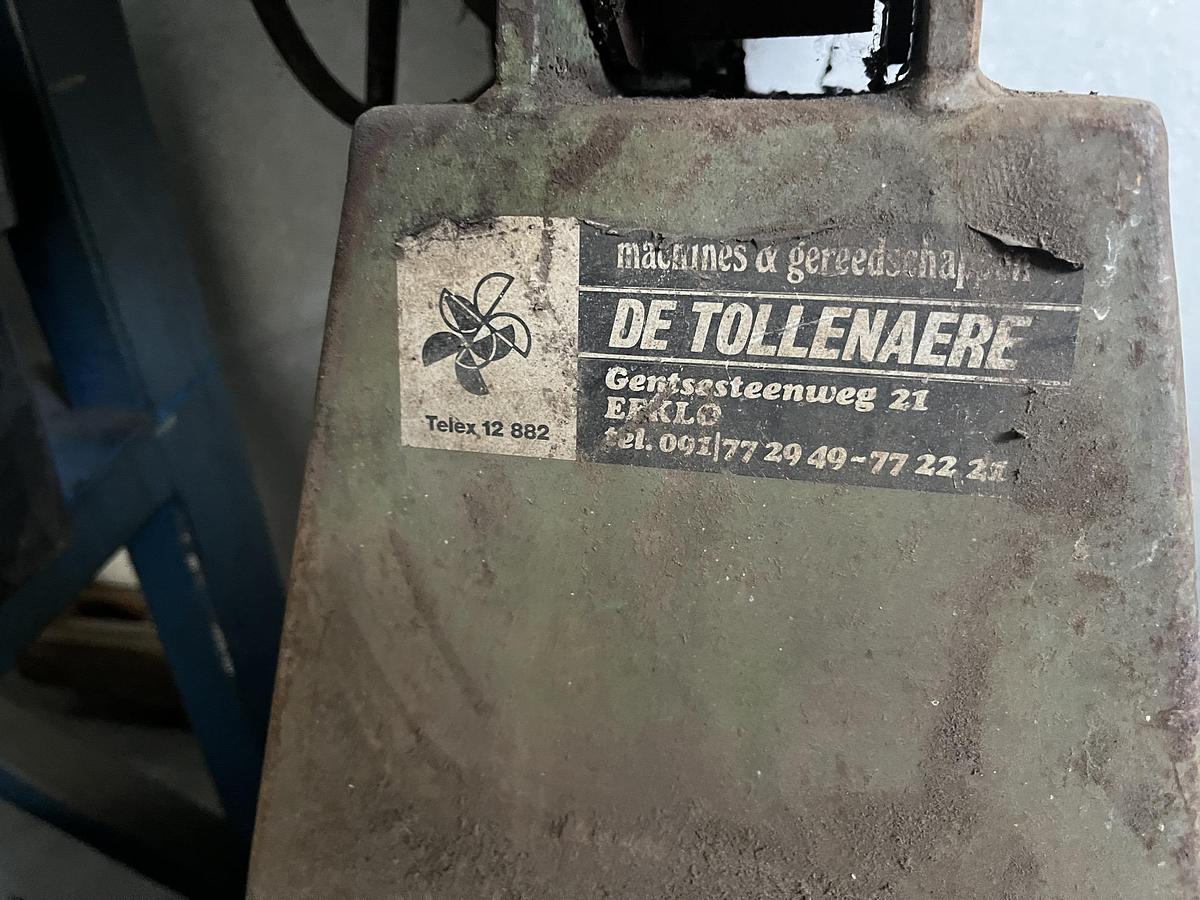 machines & gereedschappen
DE TOLLENAERE
Gentsesteenweg 21
EEKLO
tel. 091/77 29 49-77 22 21
Telex 12 882